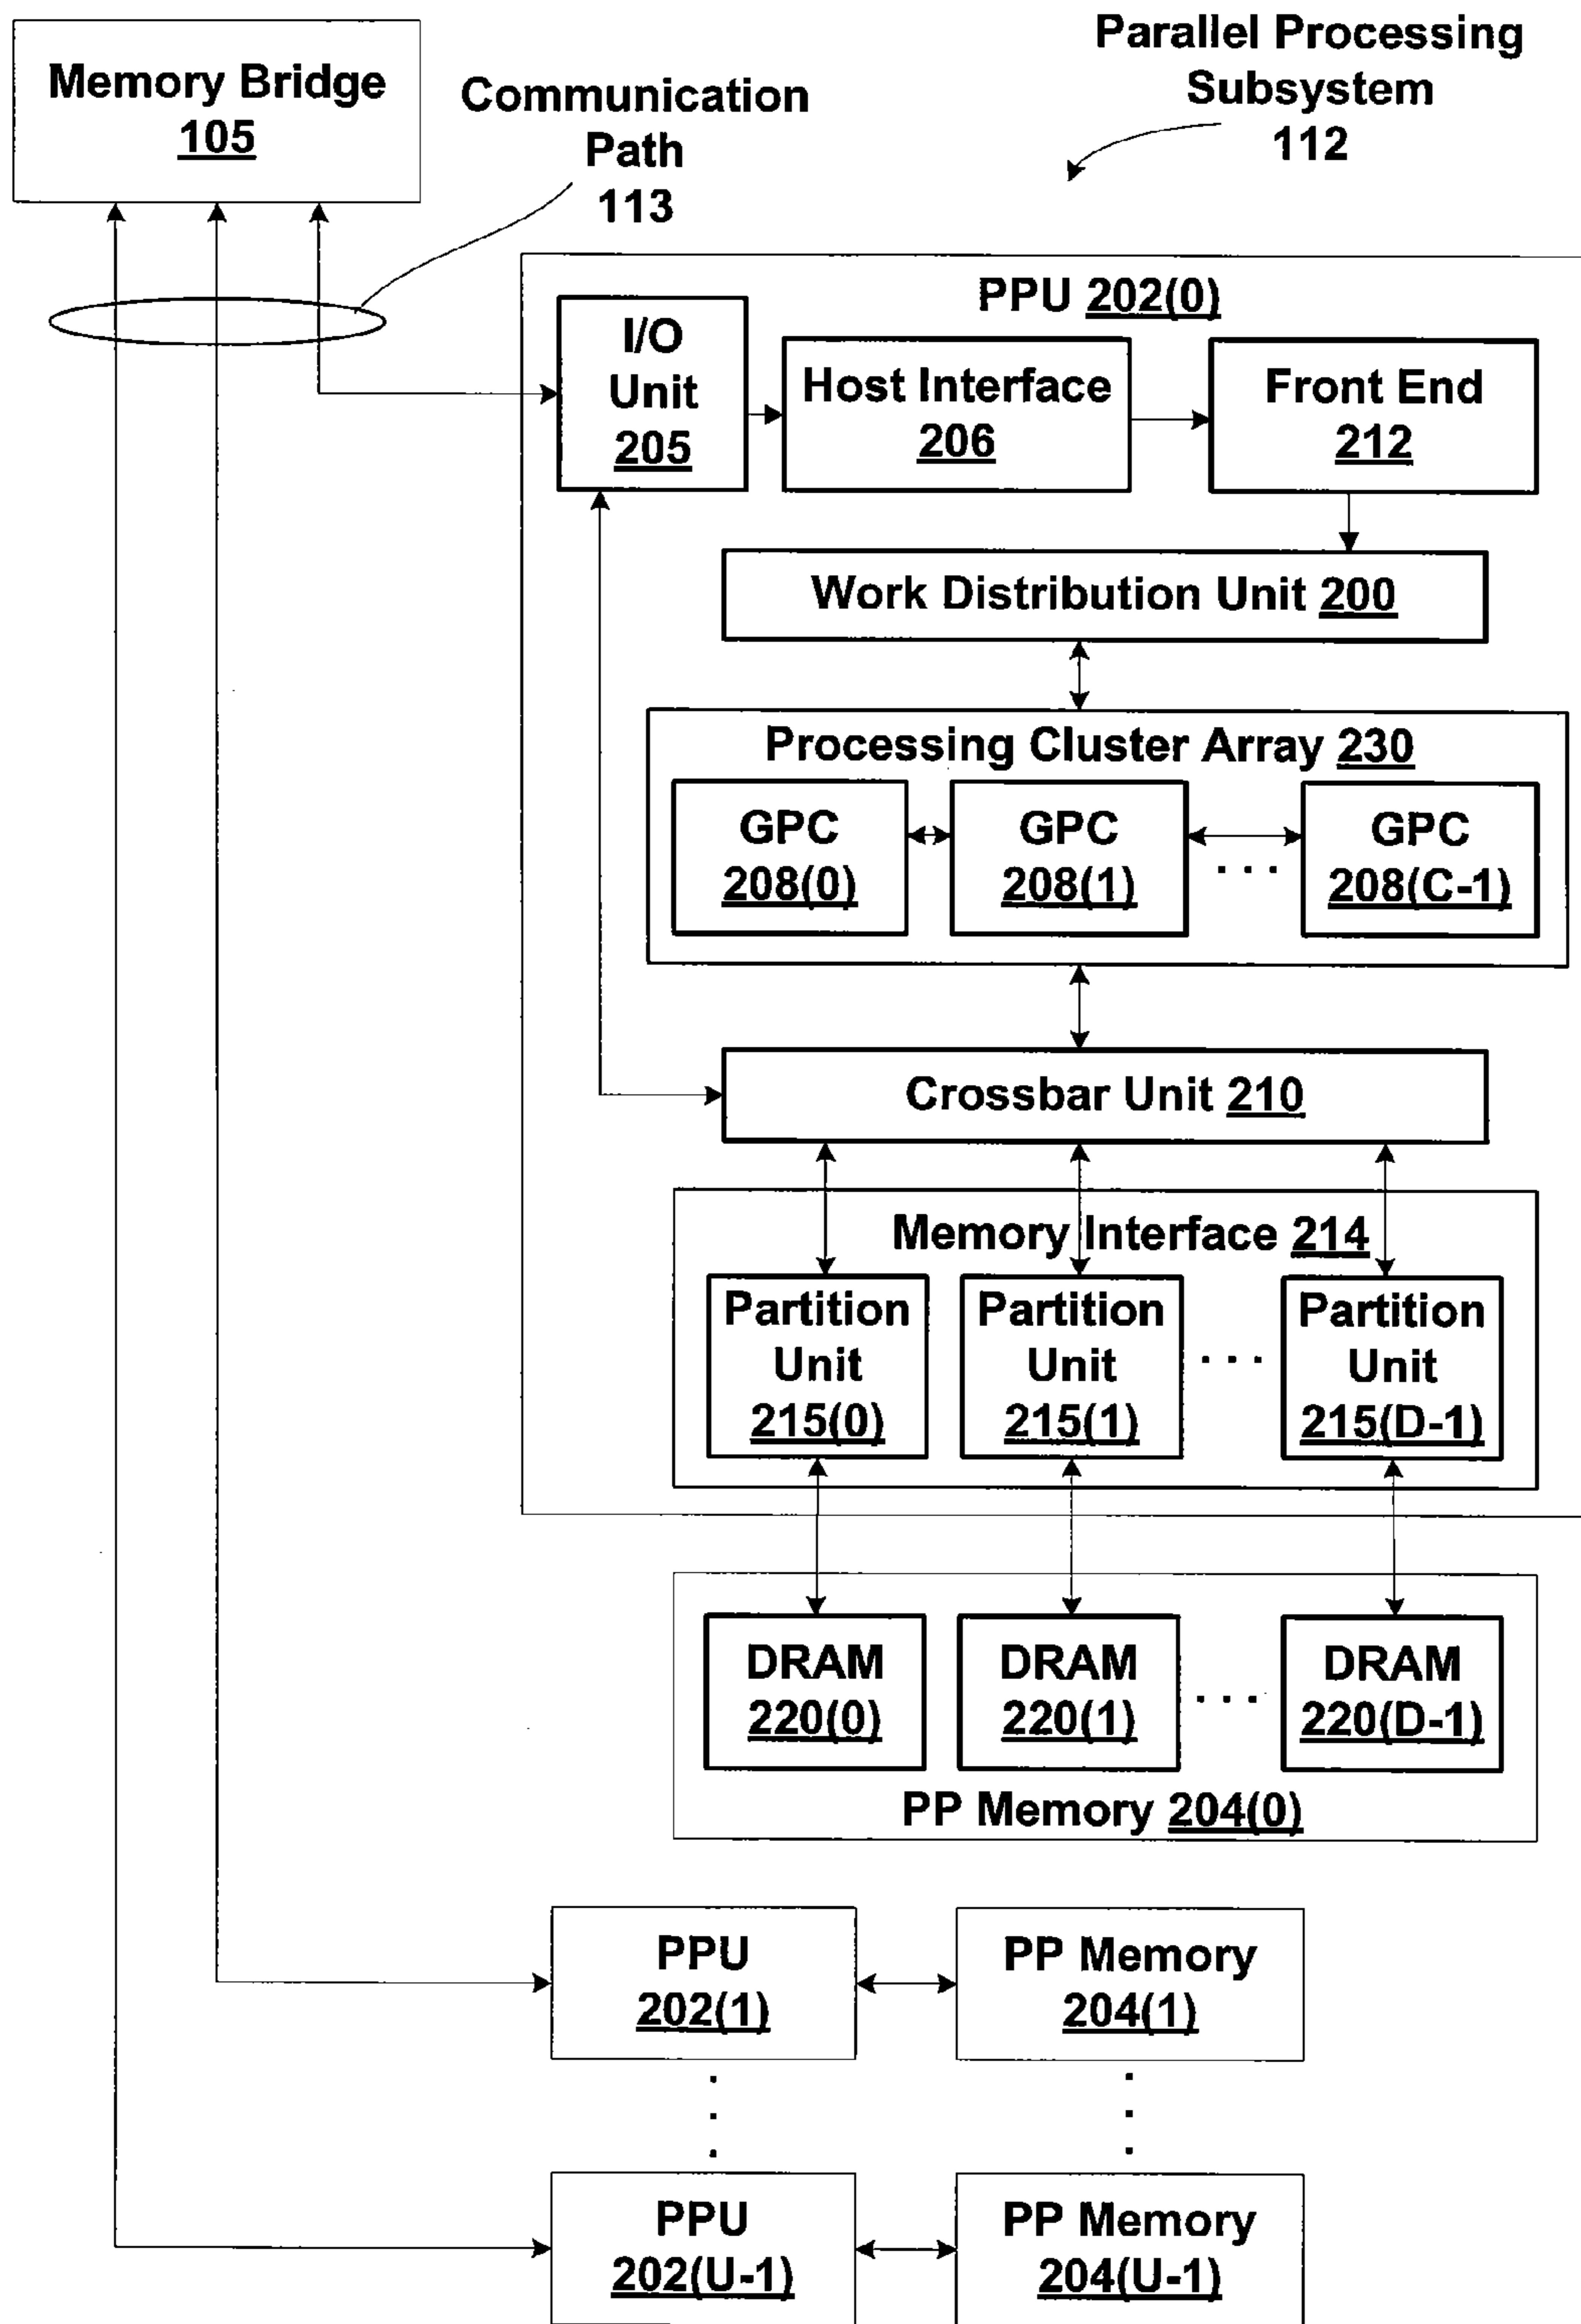 Parallel Processing
Subsystem
112
Memory Bridge
105
Communication
Path
113
PPU 202(0)
I/O
Unit
205
Host Interface
206
Front End
212
Work Distribution Unit 200
Processing Cluster Array 230
GPC
208(0)
GPC
208(1)
. . .
GPC
208(C-1)
Crossbar Unit 210
Memory Interface 214
Partition
Unit
215(0)
Partition
Unit
215(1)
. . .
Partition
Unit
215(D-1)
DRAM
220(0)
DRAM
220(1)
. . .
DRAM
220(D-1)
PP Memory 204(0)
PPU
202(1)
PP Memory
204(1)
PPU
202(U-1)
PP Memory
204(U-1)